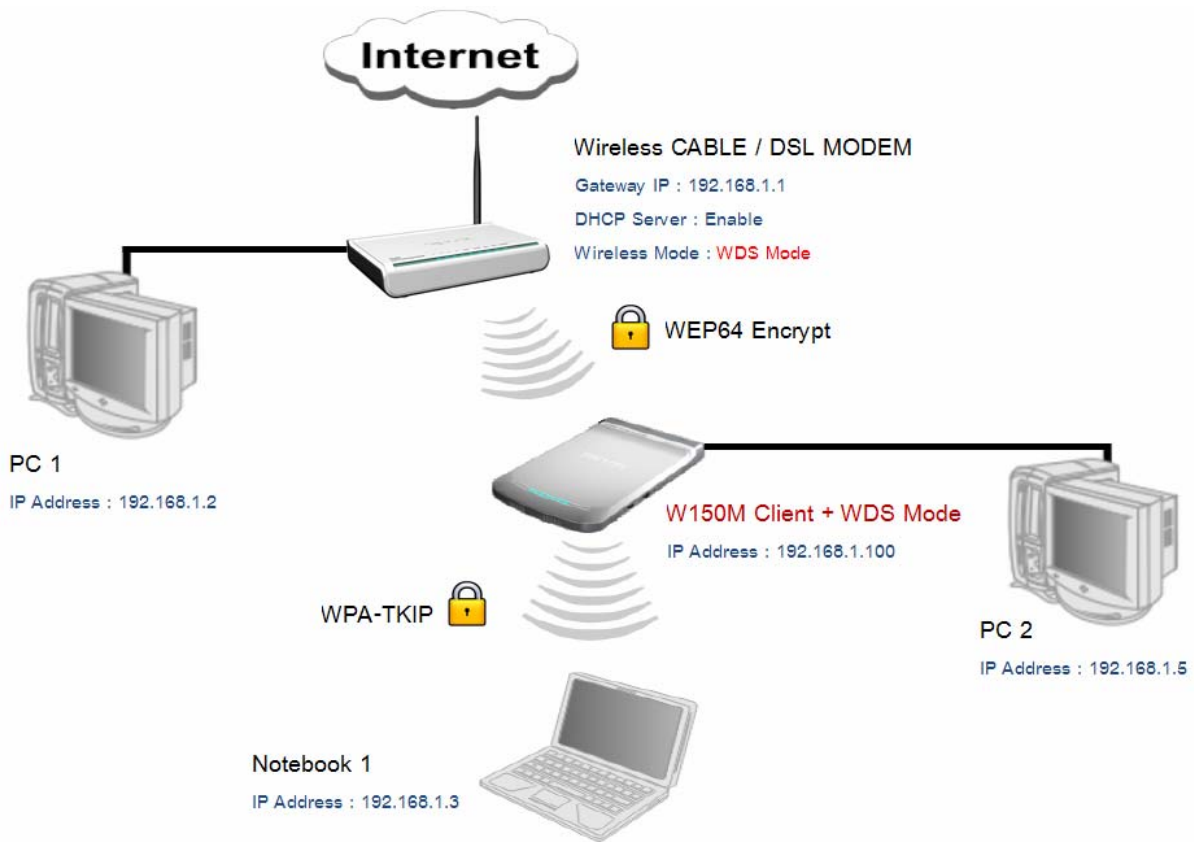 Internet
Wireless CABLE / DSL MODEM
Gateway IP : 192.168.1.1
DHCP Server : Enable
Wireless Mode : WDS Mode
WEP64 Encrypt
PC 1
IP Address : 192.168.1.2
W150M Client + WDS Mode
IP Address : 192.168.1.100
WPA-TKIP
PC 2
IP Address : 192.168.1.5
Notebook 1
IP Address : 192.168.1.3